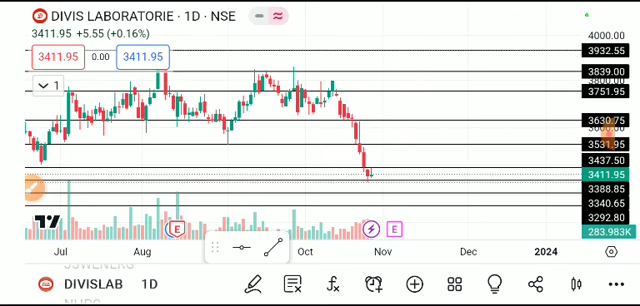 DIVIS LABORATORIE · 1D · NSE
3411.95 +5.55 (+0.16%)
3411.95 0.00 3411.95
1
4000.00
3932.55
3839.00
3751.95
3630.75
3531.95
3437.50
3411.95
3388.85
3340.65
3292.80
283.983K
E E
Jul Aug Oct Nov Dec 2024
DIVISLAB 1D